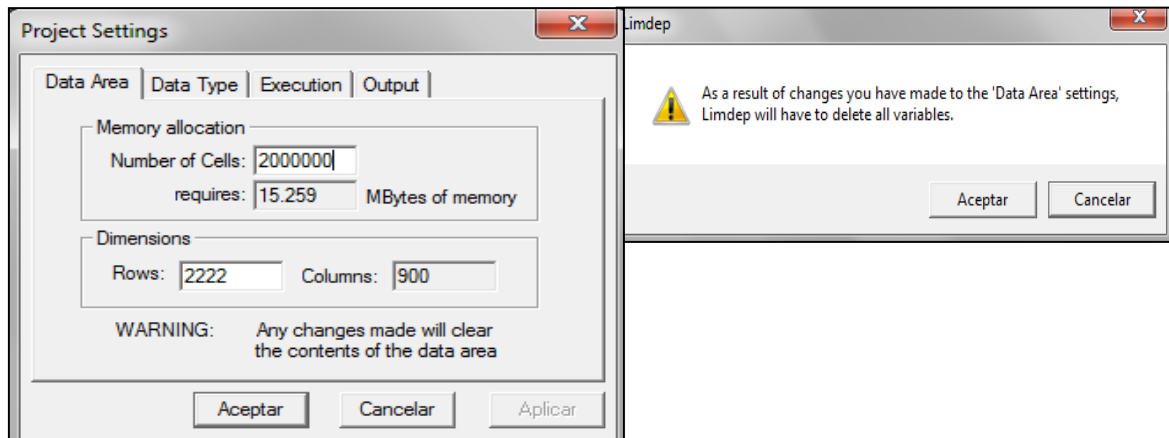 Project Settings
Data Area Data Type Execution Output
Memory allocation
Number of Cells: 2000000
requires: 15.259 MBytes of memory
Dimensions
Rows: 2222 Columns: 900
WARNING: Any changes made will clear
the contents of the data area
Aceptar Cancelar Aplicar
Limdep
As a result of changes you have made to the 'Data Area' settings,
Limdep will have to delete all variables.
Aceptar Cancelar